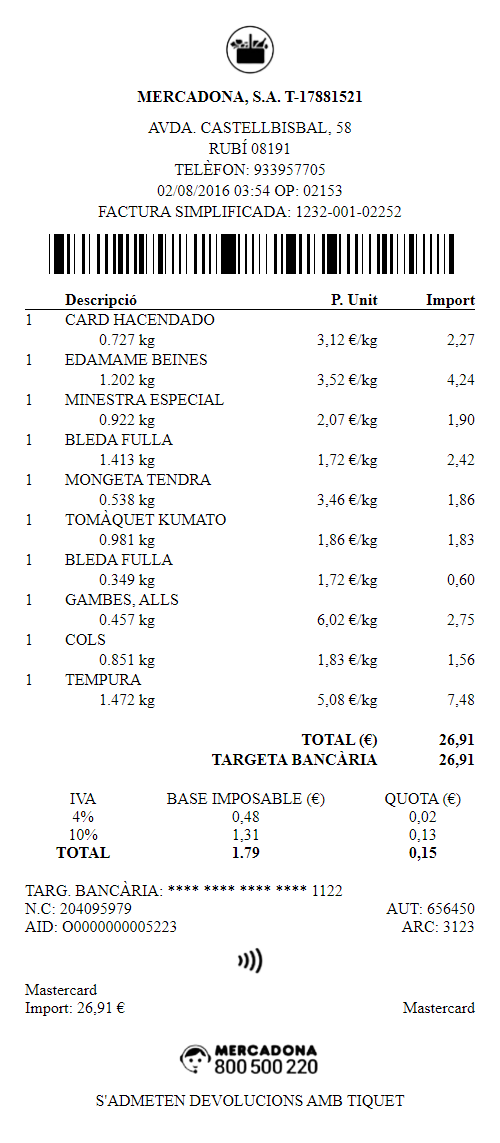 MERCADONA, S.A. T-17881521
AVDA. CASTELLBISBAL, 58
RUBÍ 08191
TELÈFON: 933957705
02/08/2016 03:54 OP: 02153
FACTURA SIMPLIFICADA: 1232-001-02252
Descripció P. Unit Import
1 CARD HACENDADO
0.727 kg 3,12 €/kg 2,27
1 EDAMAME BEINES
1.202 kg 3,52 €/kg 4,24
1 MINESTRA ESPECIAL
0.922 kg 2,07 €/kg 1,90
1 BLEDA FULLA
1.413 kg 1,72 €/kg 2,42
1 MONGETA TENDRA
0.538 kg 3,46 €/kg 1,86
1 TOMÀQUET KUMATO
0.981 kg 1,86 €/kg 1,83
1 BLEDA FULLA
0.349 kg 1,72 €/kg 0,60
1 GAMBES, ALLS
0.457 kg 6,02 €/kg 2,75
1 COLS
0.851 kg 1,83 €/kg 1,56
1 TEMPURA
1.472 kg 5,08 €/kg 7,48
TOTAL (€) 26,91
TARGETA BANCÀRIA 26,91
IVA BASE IMPOSABLE (€) QUOTA (€)
4% 0,48 0,02
10% 1,31 0,13
TOTAL 1.79 0,15
TARG. BANCÀRIA: **** **** **** **** 1122
N.C: 204095979 AUT: 656450
AID: O0000000005223 ARC: 3123
Mastercard
Import: 26,91 € Mastercard
MERCADONA
800 500 220
S'ADMETEN DEVOLUCIONS AMB TIQUET